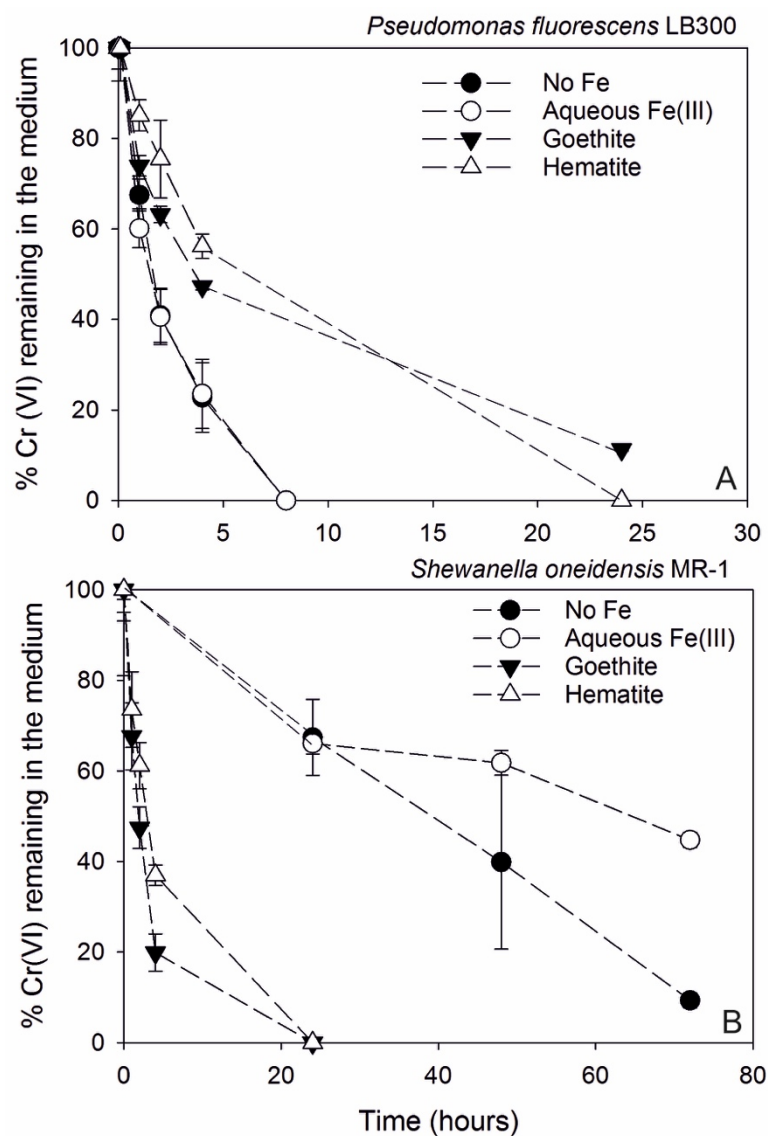 Pseudomonas fluorescens LB300
% Cr (VI) remaining in the medium
100
80
60
40
20
0
No Fe
Aqueous Fe(III)
Goethite
Hematite
A
0 5 10 15 20 25 30
Shewanella oneidensis MR-1
% Cr(VI) remaining in the medium
100
80
60
40
20
0
No Fe
Aqueous Fe(III)
Goethite
Hematite
B
0 20 40 60 80
Time (hours)